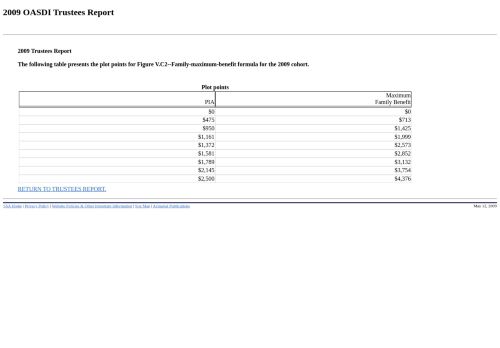 2009 OASDI Trustees Report
2009 Trustees Report
The following table presents the plot points for Figure V.C2--Family-maximum-benefit formula for the 2009 cohort.
Plot points
PIA Maximum Family Benefit
$0 $0
$475 $713
$950 $1,425
$1,161 $1,999
$1,372 $2,573
$1,581 $2,852
$1,789 $3,132
$2,145 $3,754
$2,500 $4,376
RETURN TO TRUSTEES REPORT.
SSA Home | Privacy Policy | Website Policies & Other Important Information | Site Map | Actuarial Publications May 12, 2009